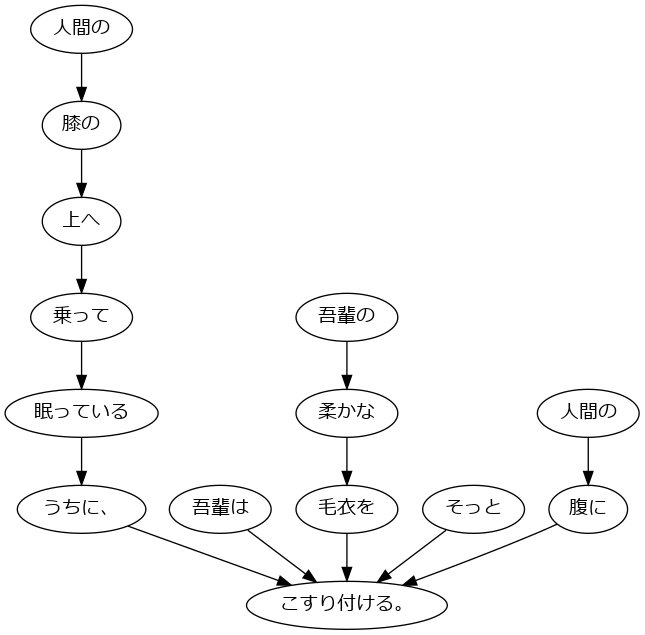 人間の
膝の
上へ
乗って
吾輩の
眠っている
柔かな
人間の
うちに、
吾輩は
毛衣を
そっと
腹に
こすり付ける。